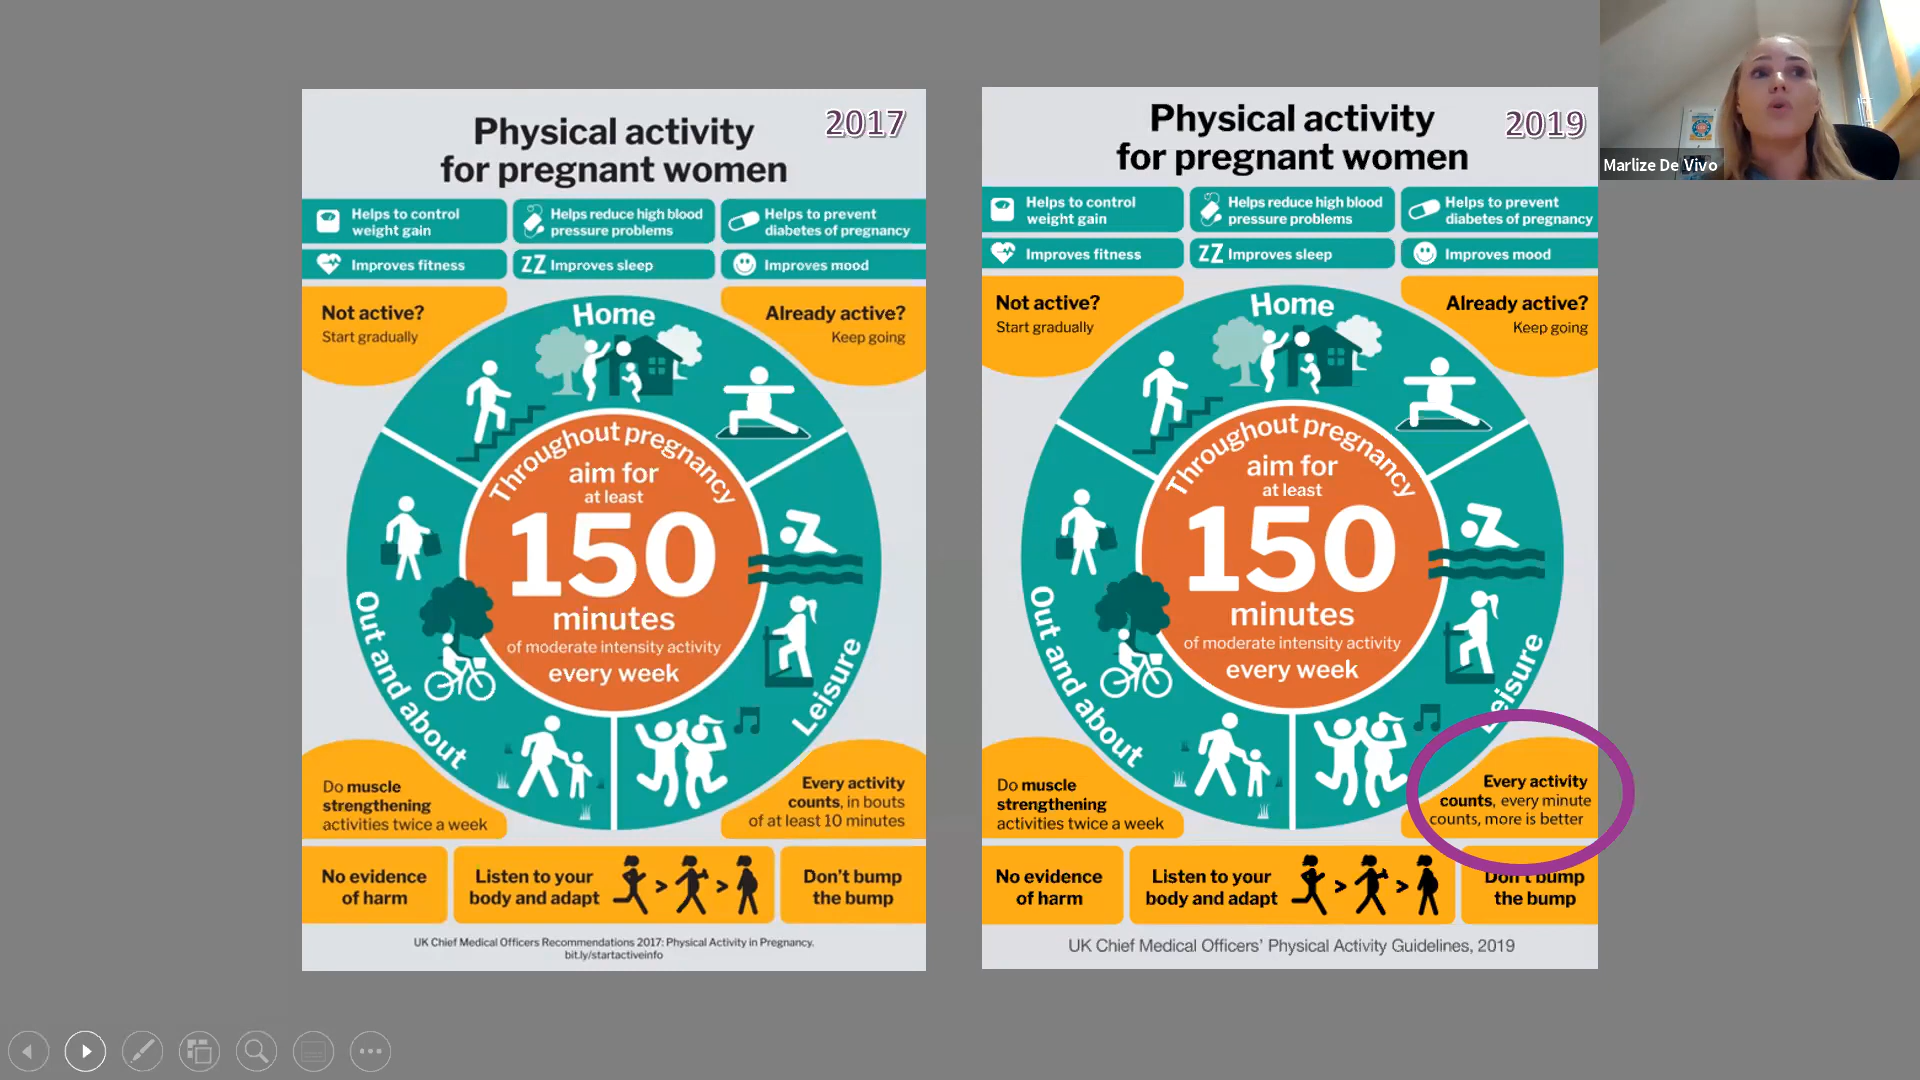 Physical activity
for pregnant women
2017
Helps to control
weight gain
Helps reduce high blood
pressure problems
Helps to prevent
diabetes of pregnancy
Improves fitness
ZZ Improves sleep
Improves mood
Not active?
Start gradually
Home
Already active?
Keep going
Throughout pregnancy
aim for
at least
150
minutes
of moderate intensity activity
every week
Out and about
Leisure
Do muscle
strengthening
activities twice a week
Every activity
counts, in bouts
of at least 10 minutes
No evidence
of harm
Listen to your
body and adapt
> >
Don't bump
the bump
UK Chief Medical Officers Recommendations 2017: Physical Activity in Pregnancy.
bit.ly/startactiveinfo
Physical activity
for pregnant women
2019
Helps to control
weight gain
Helps reduce high blood
pressure problems
Helps to prevent
diabetes of pregnancy
Improves fitness
ZZ Improves sleep
Improves mood
Not active?
Start gradually
Home
Already active?
Keep going
Throughout pregnancy
aim for
at least
150
minutes
of moderate intensity activity
every week
Out and about
Leisure
Do muscle
strengthening
activities twice a week
Every activity
counts, every minute
counts, more is better
No evidence
of harm
Listen to your
body and adapt
> >
Don't bump
the bump
UK Chief Medical Officers' Physical Activity Guidelines, 2019
Marlize De Vivo